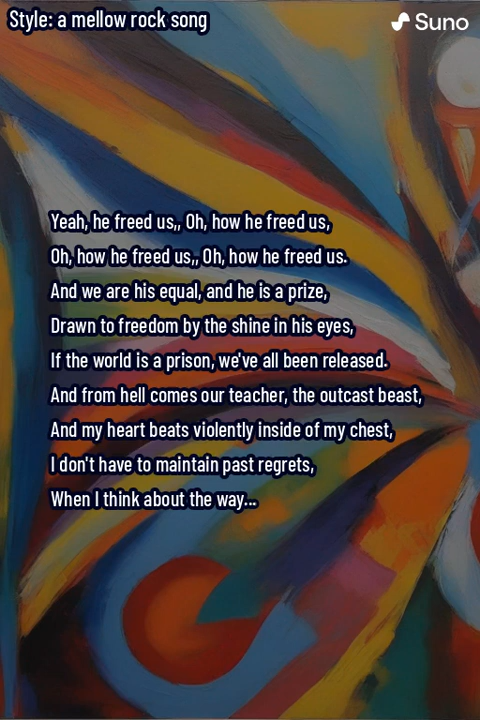 Style: a mellow rock song
Suno
Yeah, he freed us,, Oh, how he freed us,
Oh, how he freed us,, Oh, how he freed us.
And we are his equal, and he is a prize,
Drawn to freedom by the shine in his eyes,
If the world is a prison, we've all been released.
And from hell comes our teacher, the outcast beast,
And my heart beats violently inside of my chest,
I don't have to maintain past regrets,
When I think about the way...